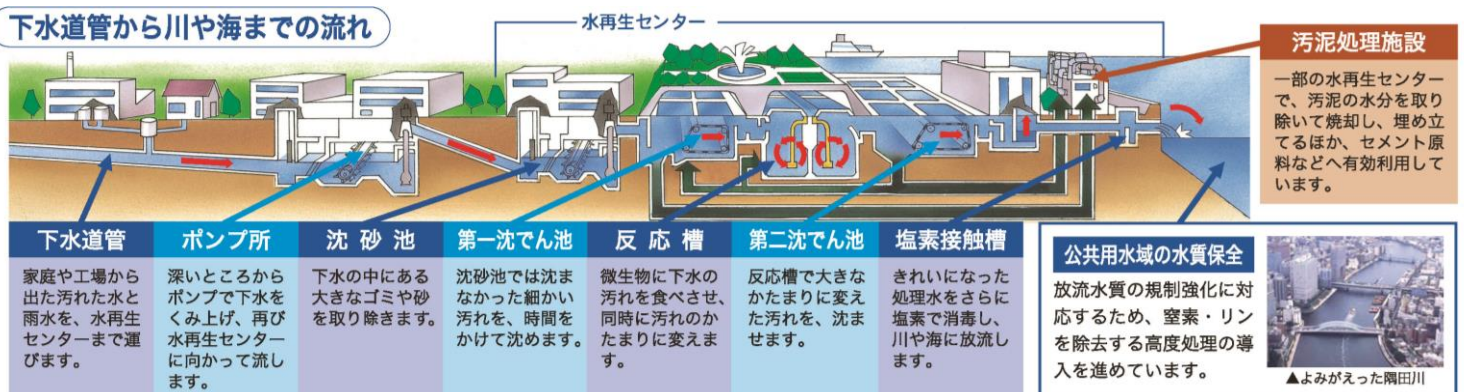 下水道管から川や海までの流れ
水再生センター
汚泥処理施設
一部の水再生センター
で、汚泥の水分を取り
除いて焼却し、埋め立
てるほか、セメント原
料などへ有効利用して
います。
下水道管
家庭や工場から
出た汚れた水と
雨水を、水再生
センターまで運
びます。
ポンプ所
深いところから
ポンプで下水を
くみ上げ、再び
水再生センター
に向かって流し
ます。
沈砂池
下水の中にある
大きなゴミや砂
を取り除きます。
第一沈でん池
沈砂池では沈ま
なかった細かい
汚れを、時間を
かけて沈めます。
反応槽
微生物に下水の
汚れを食べさせ、
同時に汚れのか
たまりに変えま
す。
第二沈でん池
反応槽で大きな
かたまりに変え
た汚れを、沈ま
せます。
塩素接触槽
きれいになった
処理水をさらに
塩素で消毒し、
川や海に放流し
ます。
公共用水域の水質保全
放流水質の規制強化に対
応するため、窒素・リン
を除去する高度処理の導
入を進めています。
▲よみがえった隅田川